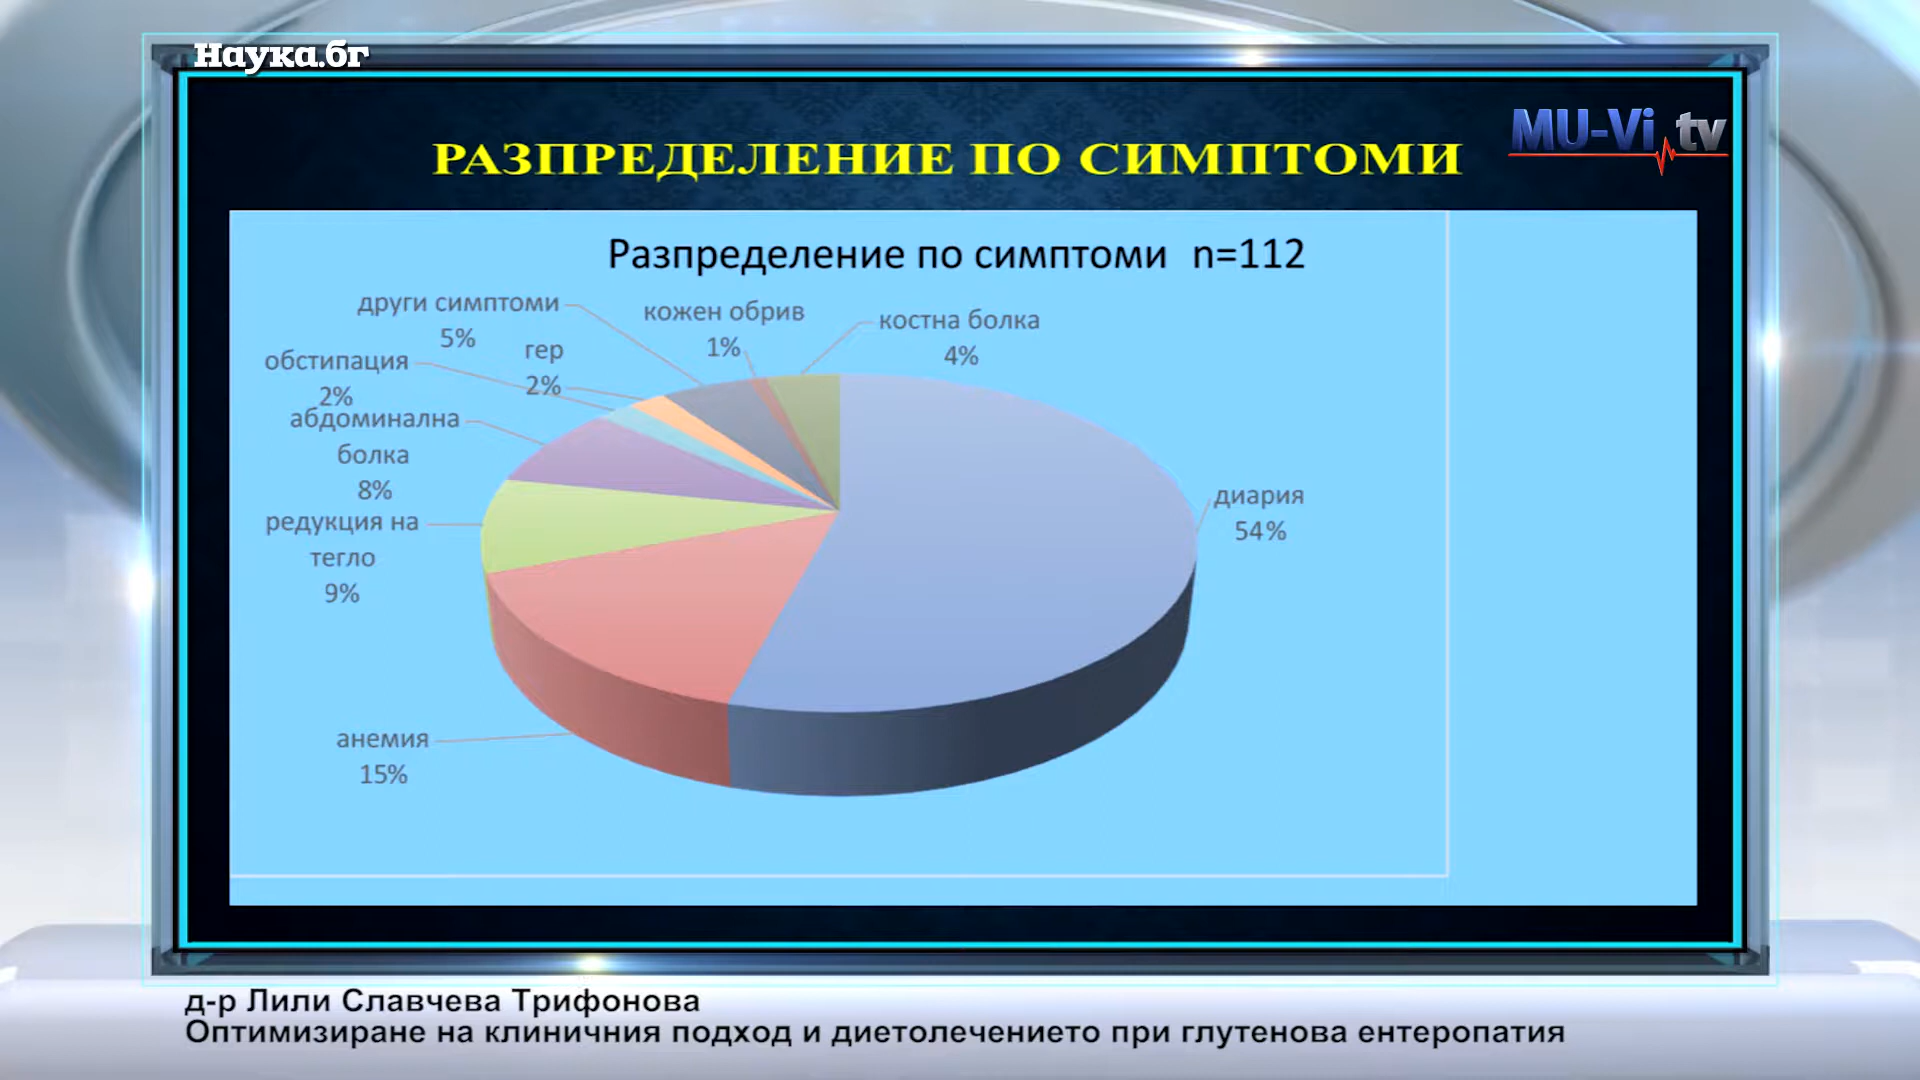 Наука.бг
MU-Vi.tv
РАЗПРЕДЕЛЕНИЕ ПО СИМПТОМИ
Разпределение по симптоми n=112
други симптоми
5%
кожен обрив
1%
костна болка
4%
обстипация
2%
гер
2%
абдоминална
болка
8%
редукция на
тегло
9%
диария
54%
анемия
15%
д-р Лили Славчева Трифонова
Оптимизиране на клиничния подход и диетолечението при глутенова ентеропатия